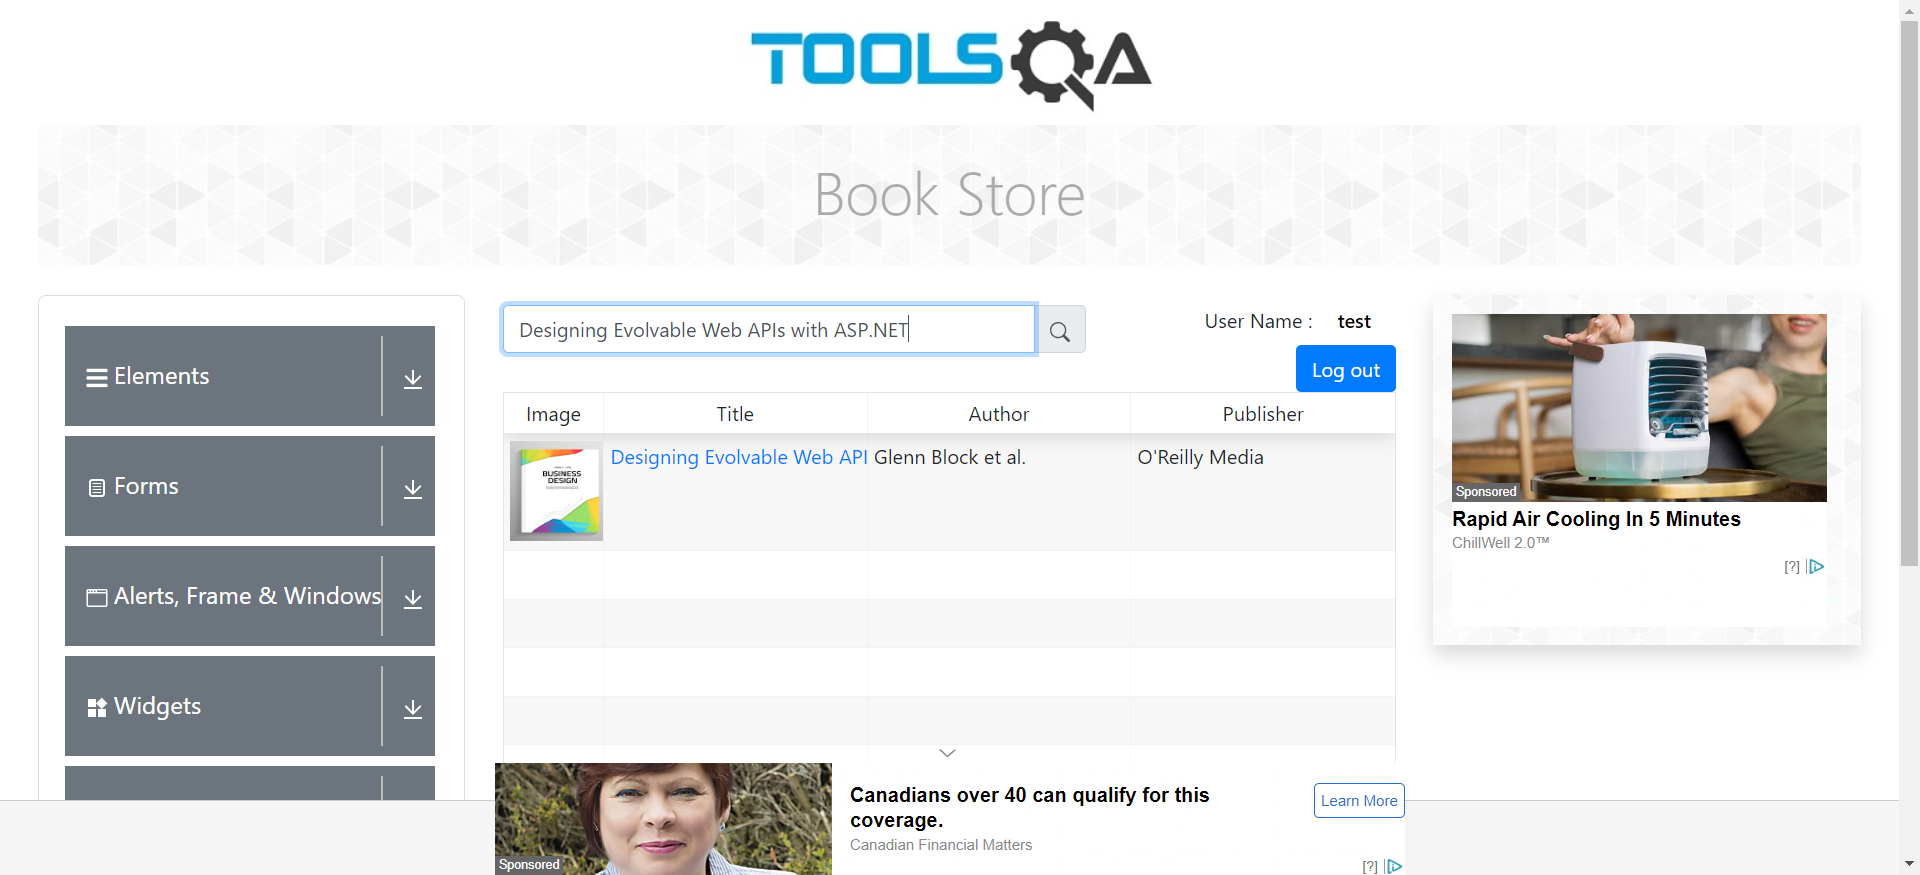 TOOLSQA
Book Store
Elements
Forms
Alerts, Frame & Windows
Widgets
Designing Evolvable Web APIs with ASP.NET
User Name : test
Log out
Image Title Author Publisher
BUSINESS
DESIGN
Designing Evolvable Web API Glenn Block et al. O'Reilly Media
Sponsored
Rapid Air Cooling In 5 Minutes
ChillWell 2.0™
[?]
Sponsored
Canadians over 40 can qualify for this
coverage.
Canadian Financial Matters
Learn More
[?]